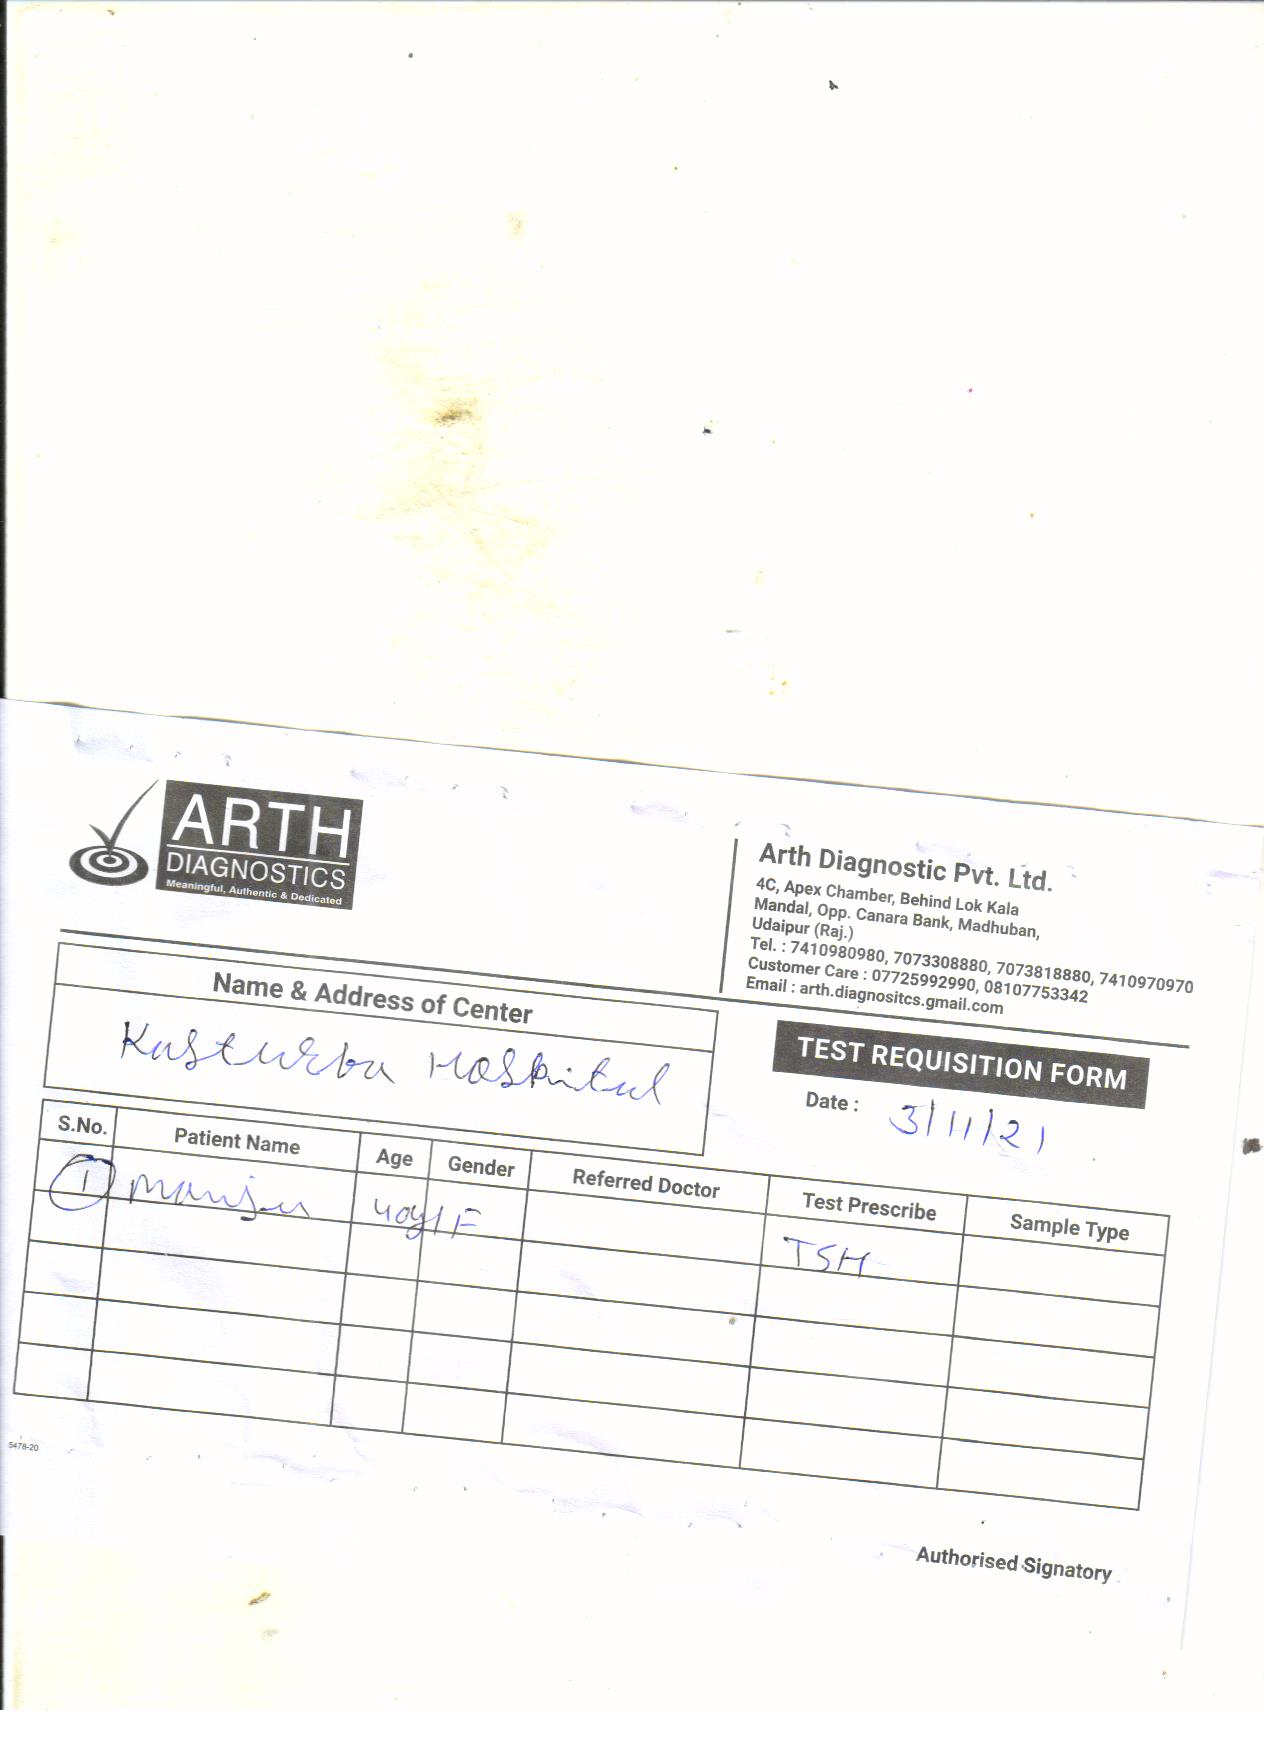 ARTH
DIAGNOSTICS
Meaningful, Authentic & Dedicated
Arth Diagnostic Pvt. Ltd.
4C, Apex Chamber, Behind Lok Kala
Mandal, Opp. Canara Bank, Madhuban,
Udaipur (Raj.)
Tel. : 7410980980, 7073308880, 7073818880, 7410970970
Customer Care : 07725992990, 08107753342
Email : arth.diagnositcs.gmail.com
Name & Address of Center
Kasturba Hospital
TEST REQUISITION FORM
Date : 3/11/21
S.No. Patient Name Age Gender Referred Doctor Test Prescribe Sample Type
1 Manju 40y/F TSH
5478-20
Authorised Signatory